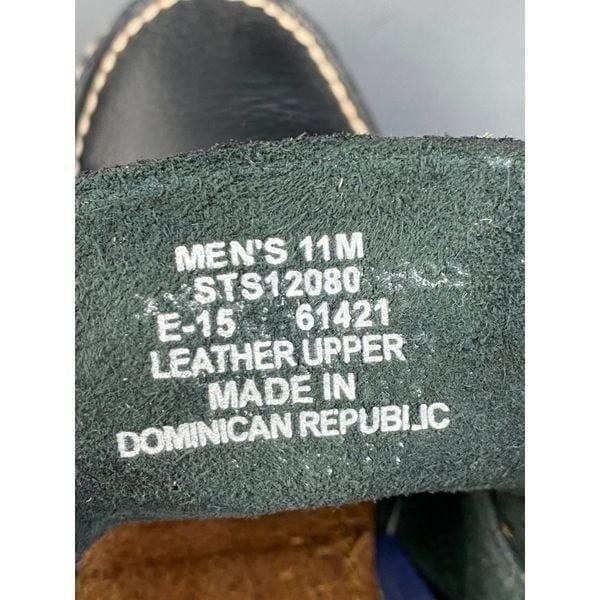 MEN'S 11M
STS12080
E-15 61421
LEATHER UPPER
MADE IN
DOMINICAN REPUBLIC